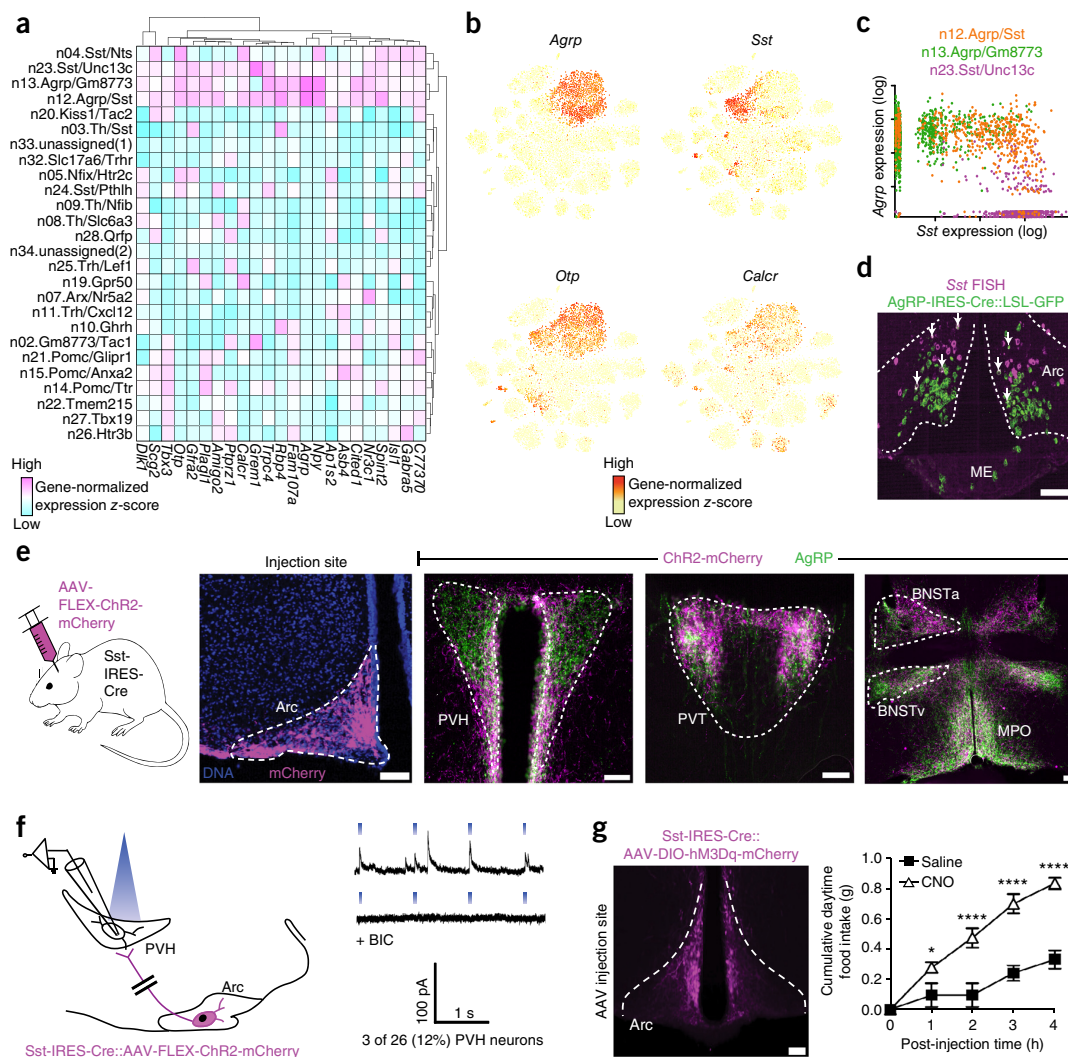 a
n04.Sst/Nts
n23.Sst/Unc13c
n13.Agrp/Gm8773
n12.Agrp/Sst
n20.Kiss1/Tac2
n03.Th/Sst
n33.unassigned(1)
n32.Slc17a6/Trhr
n05.Nfix/Htr2c
n24.Sst/Pthlh
n09.Th/Nfib
n08.Th/Slc6a3
n28.Qrfp
n34.unassigned(2)
n25.Trh/Lef1
n19.Gpr50
n07.Arx/Nr5a2
n11.Trh/Cxcl12
n10.Ghrh
n02.Gm8773/Tac1
n21.Pomc/Glipr1
n15.Pomc/Anxa2
n14.Pomc/Ttr
n22.Tmem215
n27.Tbx19
n26.Htr3b
Dlk1
Scg2
Tbx3
Otp
Gfra2
Plagl1
Amigo2
Ptprz1
Calcr
Grem1
Trpc4
Rbp4
Fam107a
Agrp
Npy
Ap1s2
Asb4
Cited1
Nr3c1
Spint2
Isl1
Gabra5
C77370
High
Gene-normalized
expression z-score
Low
b
Agrp
Sst
Otp
Calcr
High
Gene-normalized
expression z-score
Low
c
n12.Agrp/Sst
n13.Agrp/Gm8773
n23.Sst/Unc13c
Agrp expression (log)
Sst expression (log)
d
Sst FISH
AgRP-IRES-Cre::LSL-GFP
Arc
ME
e
AAV-
FLEX-ChR2-
mCherry
Sst-
IRES-
Cre
Injection site
Arc
DNA
mCherry
ChR2-mCherry
AgRP
PVH
PVT
BNSTa
BNSTv
MPO
f
PVH
Arc
Sst-IRES-Cre::AAV-FLEX-ChR2-mCherry
+ BIC
100 pA
1 s
3 of 26 (12%) PVH neurons
g
Sst-IRES-Cre::
AAV-DIO-hM3Dq-mCherry
AAV injection site
Arc
Cumulative daytime
food intake (g)
1.0
0.8
0.6
0.4
0.2
0
Saline
CNO
*
****
****
****
0 1 2 3 4
Post-injection time (h)